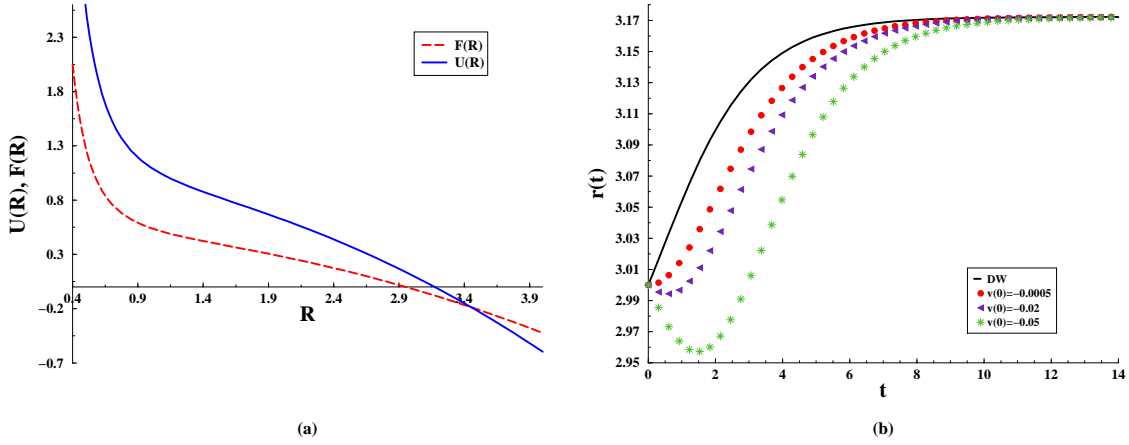 2.3
1.8
1.3
0.8
0.3
−0.2
−0.7
0.4
0.9
1.4
1.9
2.4
2.9
3.4
3.9
U(R), F(R)
R
F(R)
U(R)
(a)
3.17
3.15
3.13
3.11
3.09
3.07
3.05
3.03
3.01
2.99
2.97
2.95
0
2
4
6
8
10
12
14
r(t)
t
DW
v(0)=−0.0005
v(0)=−0.02
v(0)=−0.05
(b)